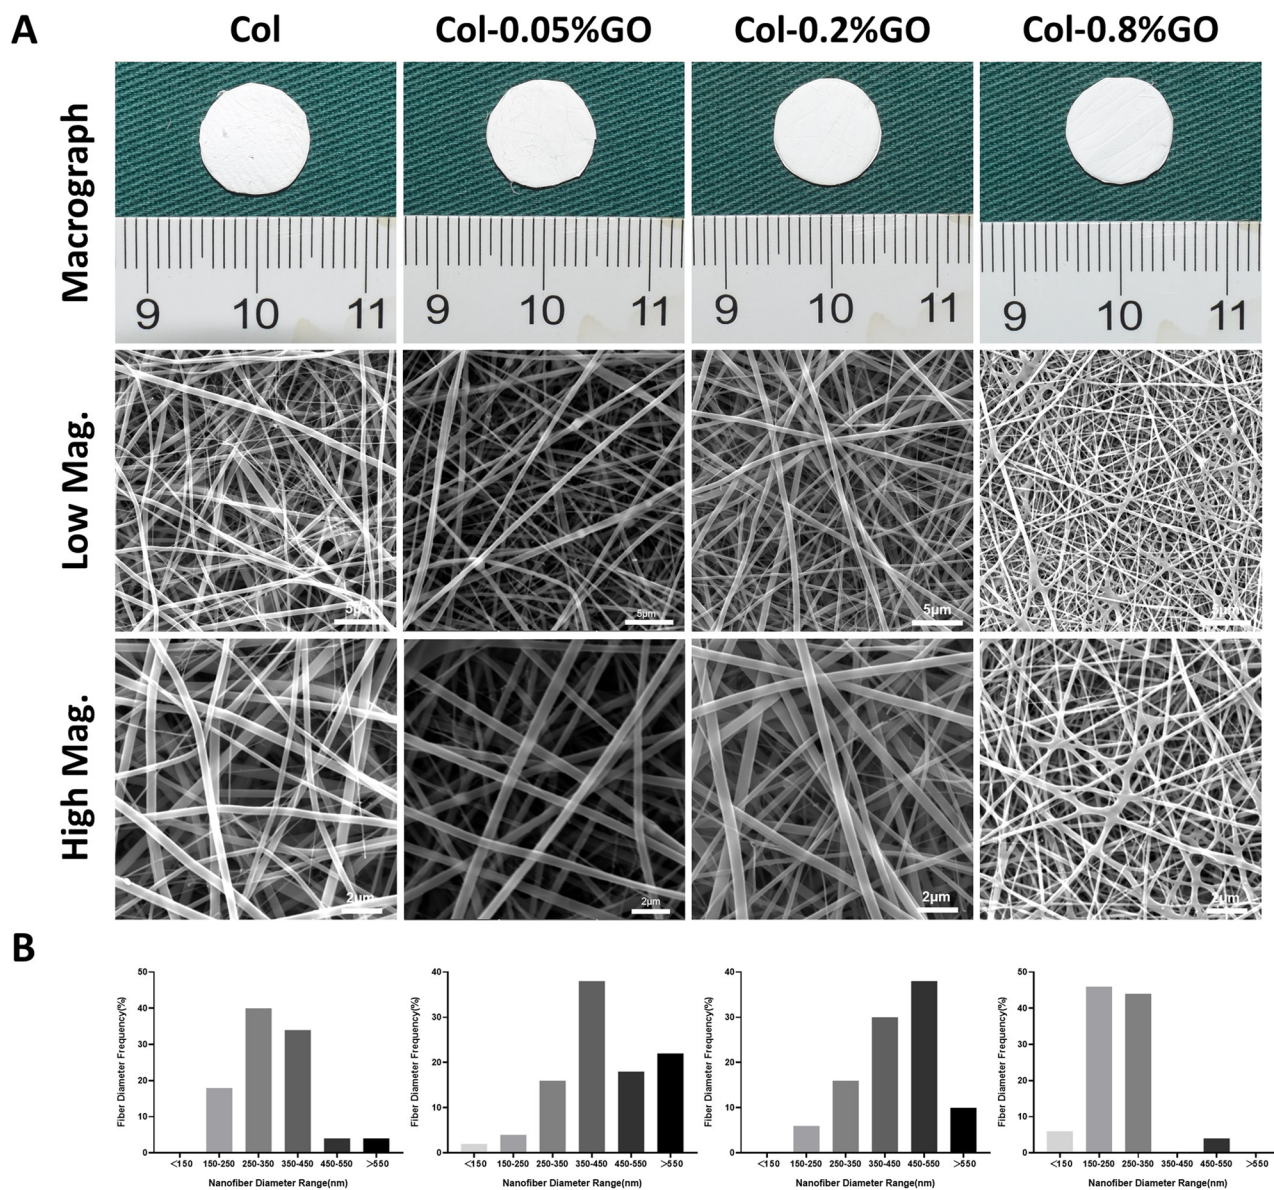 A
Col Col-0.05%GO Col-0.2%GO Col-0.8%GO
Macrograph
9 10 11 9 10 11 9 10 11 9 10 11
Low Mag.
5μm 5μm 5μm 5μm
High Mag.
2μm 2μm 2μm 2μm
B
Fiber Diameter Frequency(%)
50
40
30
20
10
0
<150 150-250 250-350 350-450 450-550 >550
Nanofiber Diameter Range(nm)
Fiber Diameter Frequency(%)
40
30
20
10
0
<150 150-250 250-350 350-450 450-550 >550
Nanofiber Diameter Range(nm)
Fiber Diameter Frequency(%)
40
30
20
10
0
<150 150-250 250-350 350-450 450-550 >550
Nanofiber Diameter Range(nm)
Fiber Diameter Frequency(%)
50
40
30
20
10
0
<150 150-250 250-350 350-450 450-550 >550
Nanofiber Diameter Range(nm)